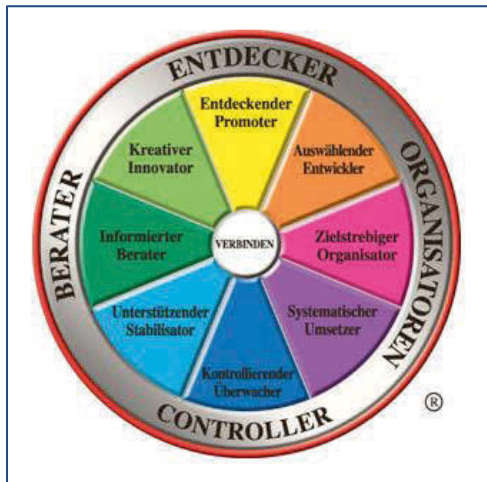 ENTDECKER
Entdeckender
Promoter
Kreativer
Innovator
Auswählender
Entwickler
BERATER
ORGANISATOREN
Informierter
Berater
VERBINDEN
Zielstrebiger
Organisator
Unterstützender
Stabilisator
Systematischer
Umsetzer
Kontrollierender
Überwacher
CONTROLLER
®